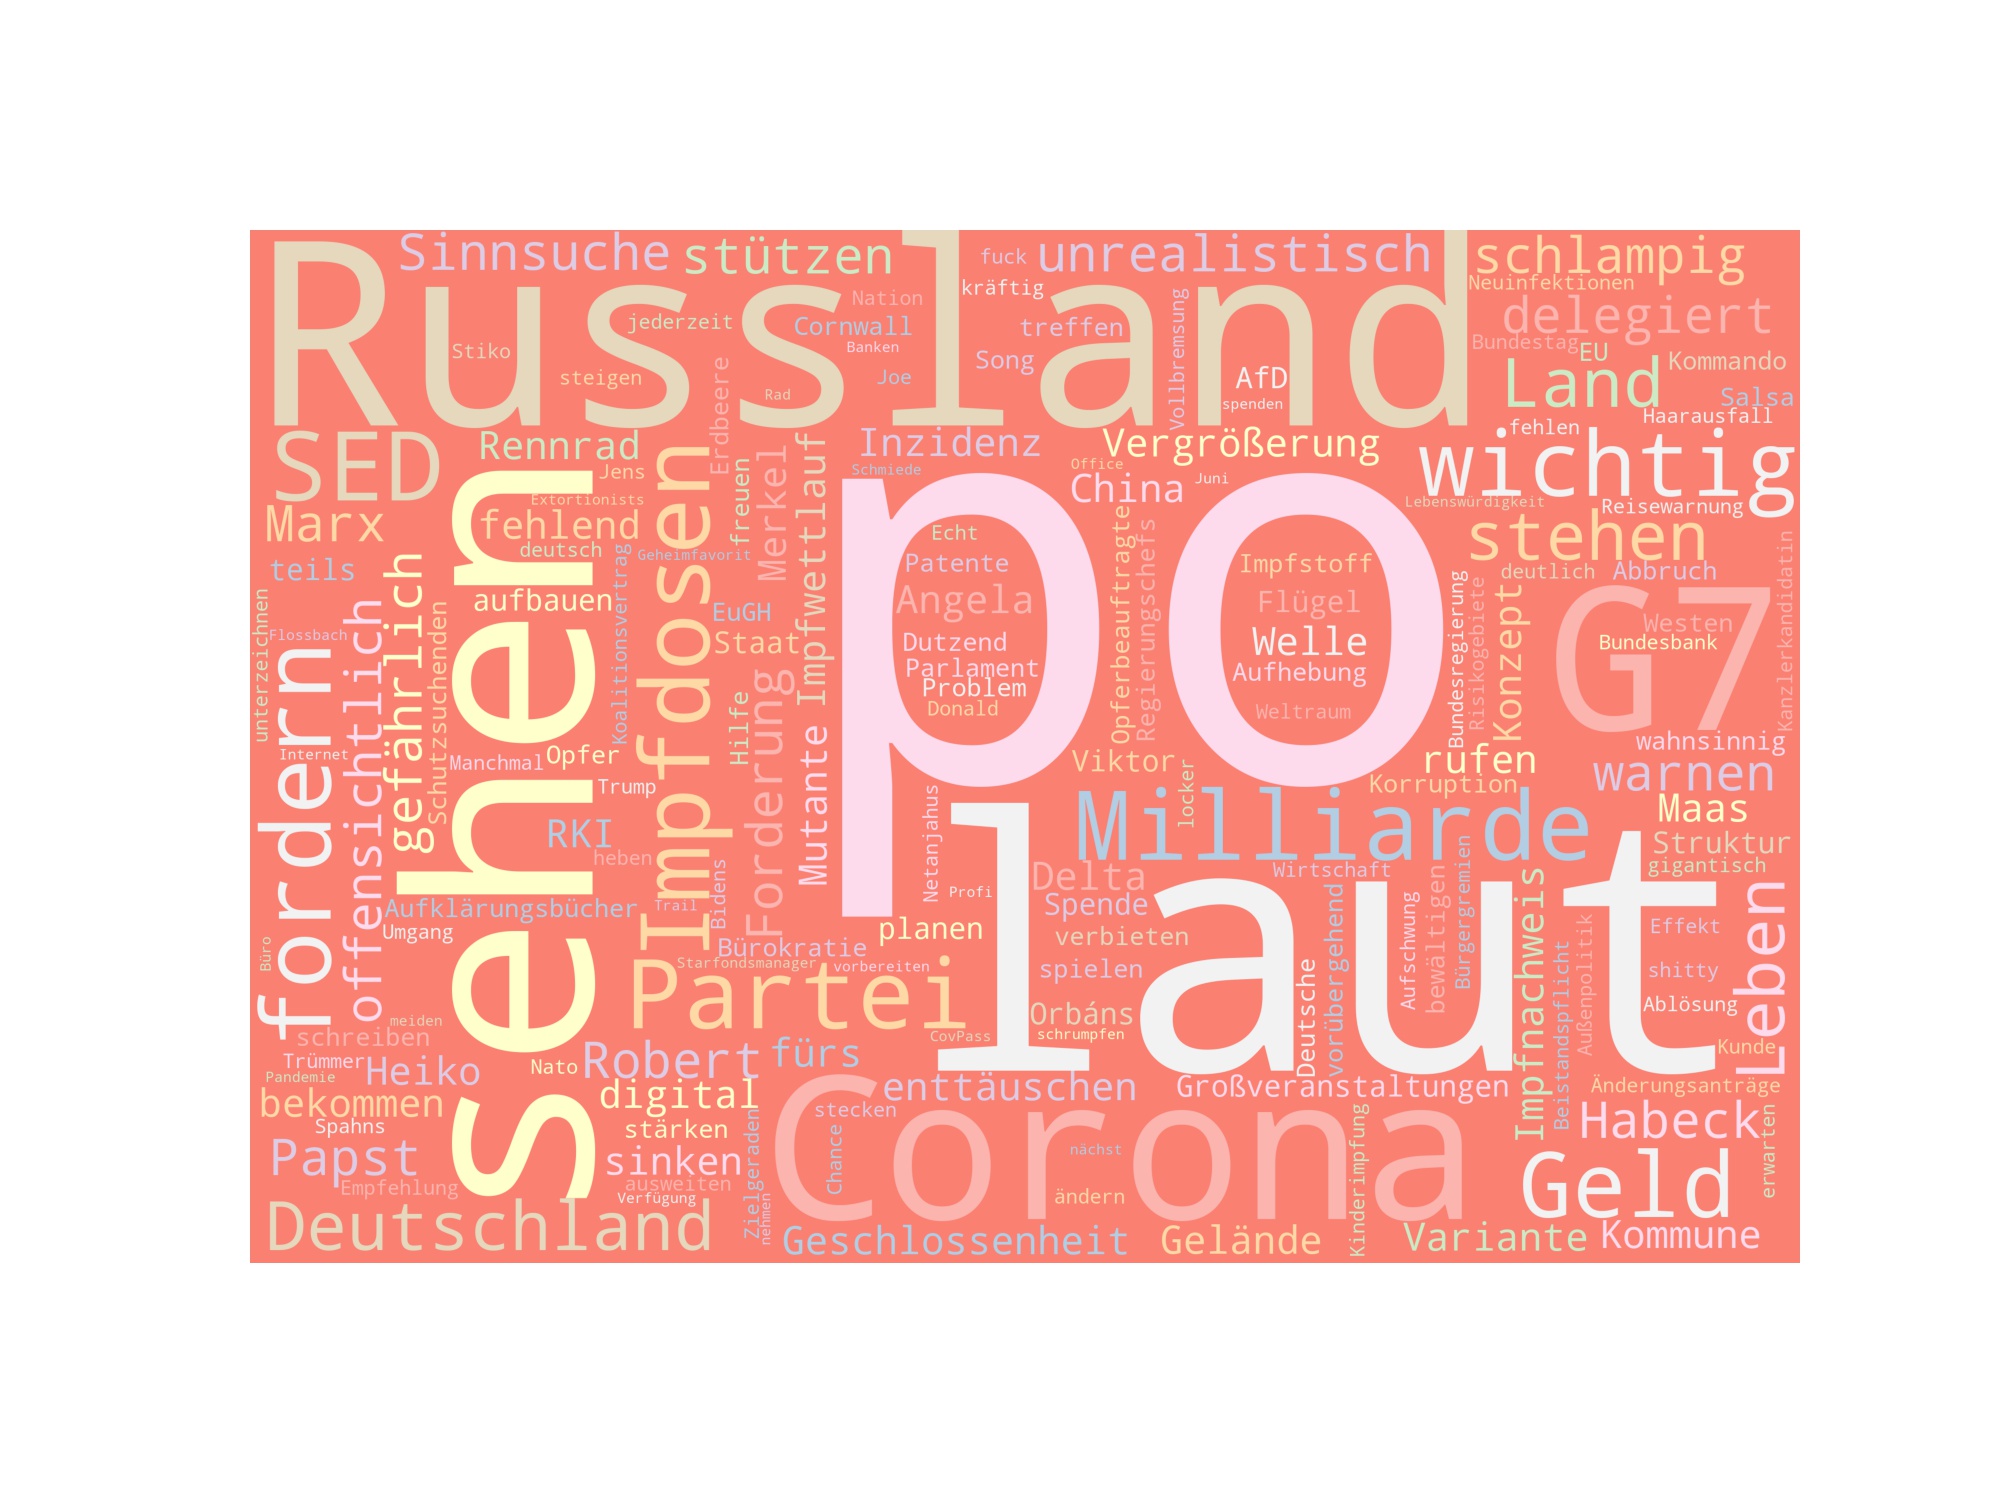 Russland
Sinnsuche
stützen
fuck
unrealistisch
schlampig
Neuinfektionen
kräftig
Nation
jederzeit
Cornwall
treffen
delegiert
Stiko
Banken
Song
Vollbremsung
Bundestag
EU
Kommando
steigen
Joe
AfD
Land
Rad
spenden
Salsa
Erdbeere
Haarausfall
SED
Rennrad
Inzidenz
Vergrößerung
fehlen
wichtig
Jens
Schmiede
Office
Juni
China
Extortionists
Lebenswürdigkeit
Reisewarnung
Marx
fehlend
freuen
Merkel
Impfwettlauf
po
stehen
deutsch
Geheimfavorit
Echt
Opferbeauftragte
Regierungschefs
teils
Patente
Impfstoff
deutlich
Abbruch
aufbauen
Angela
Flügel
G7
Westen
EuGH
Staat
Dutzend
Welle
Bundesbank
Flossbach
Parlament
Aufhebung
Problem
Donald
Weltraum
unterzeichnen
fordern
offensichtlich
gefährlich
Schutzsuchenden
sehen
Koalitionsvertrag
Impfdosen
Hilfe
Forderung
Mutante
Bundesregierung
Risikogebiete
Konzept
Kanzlerkandidatin
Internet
Manchmal
Opfer
Viktor
rufen
wahnsinnig
Trump
Korruption
warnen
locker
Milliarde
Maas
RKI
Netanjahus
Struktur
heben
gigantisch
Delta
Wirtschaft
Profi
laut
Aufklärungsbücher
Trail
Bidens
Spende
Umgang
planen
verbieten
Effekt
Büro
Bürokratie
Starfondsmanager
vorbereiten
spielen
shitty
Partei
Deutsche
vorübergehend
Aufschwung
bewältigen
Bürgergremien
Impfnachweis
Beistandspflicht
Außenpolitik
Leben
meiden
Orbáns
Ablösung
schreiben
CovPass
schrumpfen
Trümmer
Heiko
Nato
Robert
fürs
Kunde
Pandemie
enttäuschen
Großveranstaltungen
Änderungsanträge
bekommen
digital
Corona
stecken
Habeck
Spahns
stärken
Papst
sinken
Zielgeraden
nehmen
Chance
nächst
Kinderimpfung
erwarten
Empfehlung
ausweiten
Verfügung
ändern
Geld
Deutschland
Geschlossenheit
Gelände
Variante
Kommune